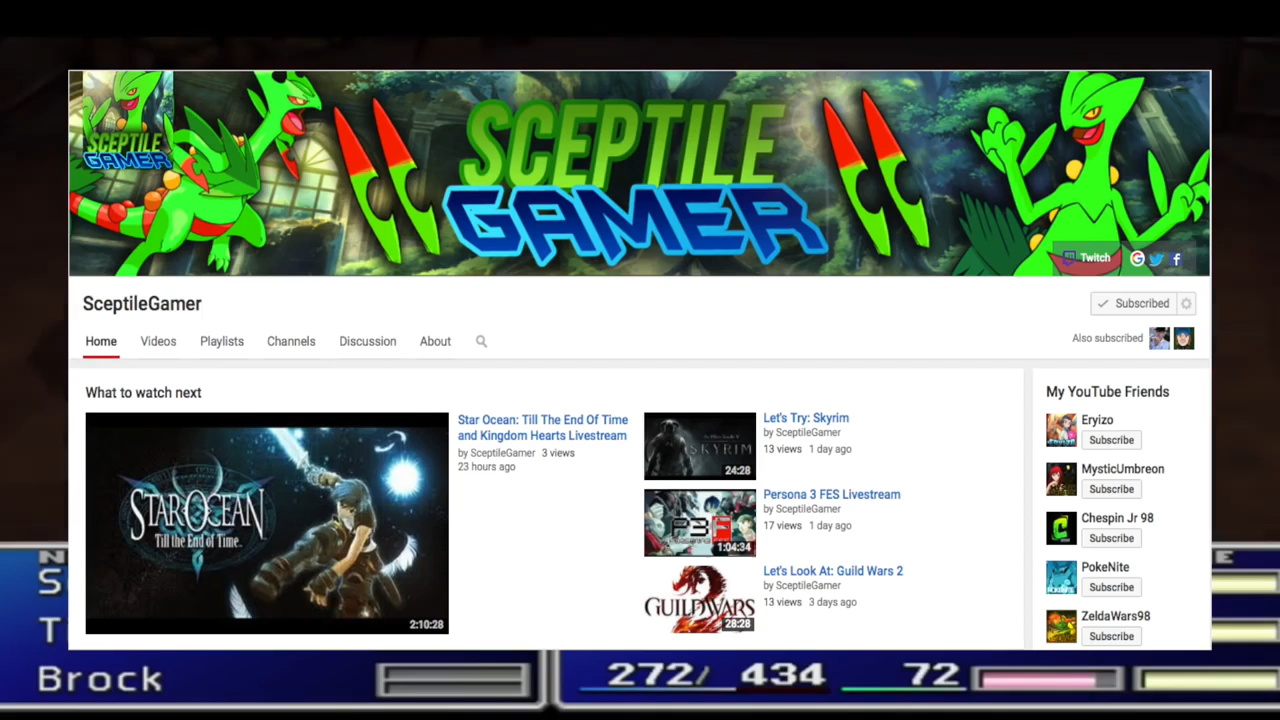 SCEPTILE
GAMER
SCEPTILE
GAMER
Twitch
SceptileGamer
Subscribed
Home Videos Playlists Channels Discussion About
Also subscribed
What to watch next
STAR OCEAN
Till the End of Time
2:10:28
Star Ocean: Till The End Of Time
and Kingdom Hearts Livestream
by SceptileGamer 3 views
23 hours ago
SKYRIM
24:28
Let's Try: Skyrim
by SceptileGamer
13 views 1 day ago
P3F
1:04:34
Persona 3 FES Livestream
by SceptileGamer
17 views 1 day ago
GUILD WARS
28:28
Let's Look At: Guild Wars 2
by SceptileGamer
13 views 3 days ago
My YouTube Friends
Eryizo
Subscribe
MysticUmbreon
Subscribe
Chespin Jr 98
Subscribe
PokeNite
Subscribe
ZeldaWars98
Subscribe
Brock 272/ 434 72